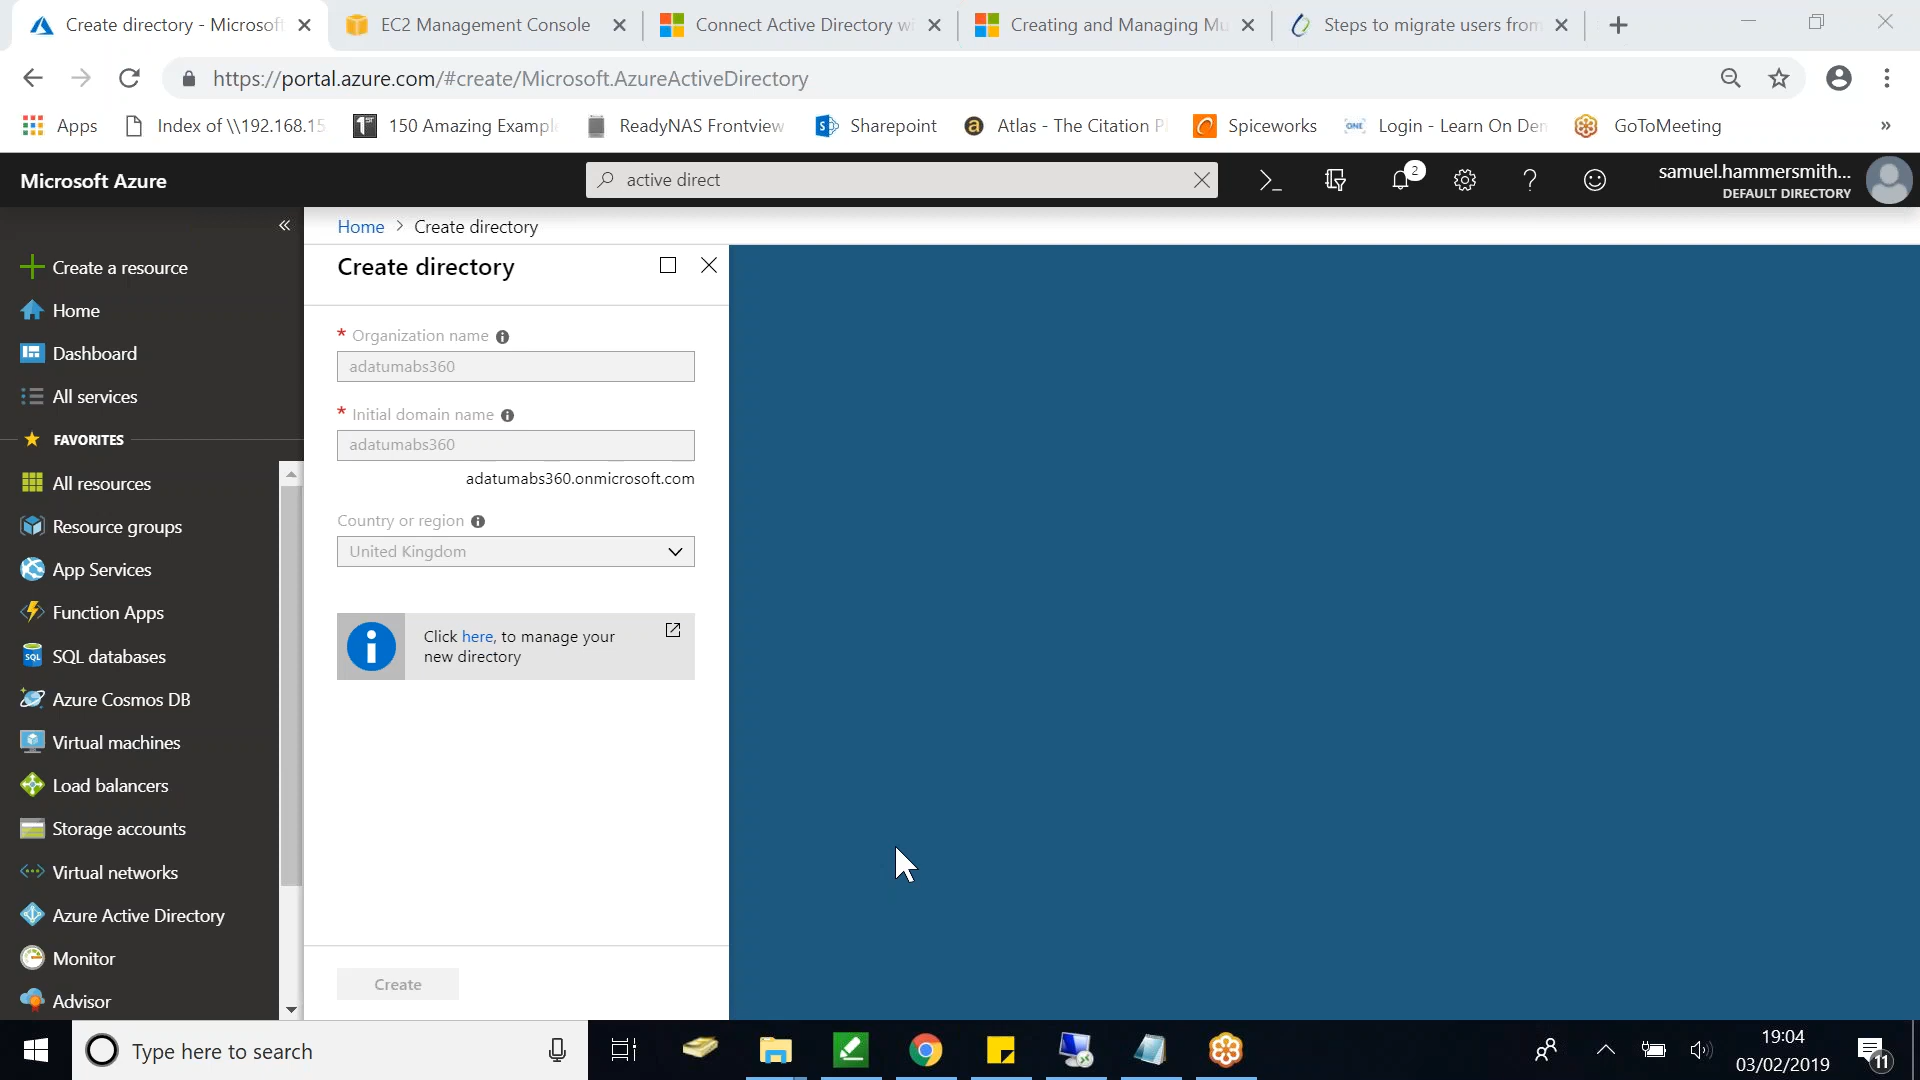 Create directory - Microsoft
EC2 Management Console
Connect Active Directory wi
Creating and Managing Mu
Steps to migrate users from
https://portal.azure.com/#create/Microsoft.AzureActiveDirectory
Apps
Index of \\192.168.15
150 Amazing Exampl
ReadyNAS Frontview
Sharepoint
Atlas - The Citation Pl
Spiceworks
Login - Learn On Den
GoToMeeting
»
Microsoft Azure
active direct
2
samuel.hammersmith...
DEFAULT DIRECTORY
«
Home > Create directory
Create directory
* Organization name
adatumabs360
* Initial domain name
adatumabs360
adatumabs360.onmicrosoft.com
Country or region
United Kingdom
Click here, to manage your
new directory
Create
Create a resource
Home
Dashboard
All services
FAVORITES
All resources
Resource groups
App Services
Function Apps
SQL
SQL databases
Azure Cosmos DB
Virtual machines
Load balancers
Storage accounts
Virtual networks
Azure Active Directory
Monitor
Advisor
Type here to search
19:04
03/02/2019
11